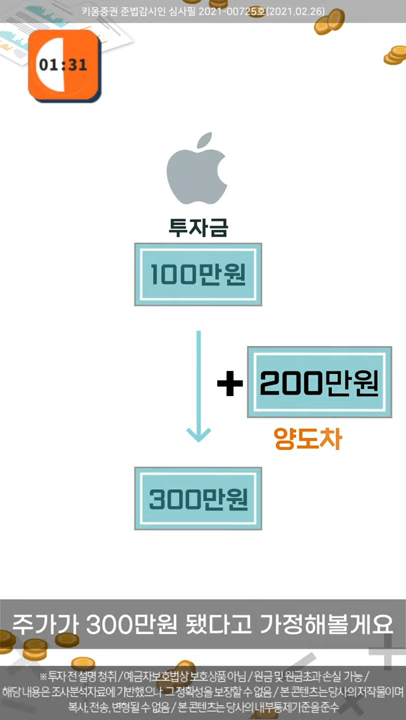 키움증권 준법감시인 심사필 2021-00725호(2021.02.26)
01:31
투자금
100만원
+
200만원
양도차
300만원
주가가 300만원 됐다고 가정해볼게요
※ 투자 전 설명 청취 / 예금자보호법상 보호상품 아님 / 원금 및 원금초과 손실 가능 /
해당 내용은 조사분석자료에 기반했으나 그 정확성을 보장할 수 없음 / 본 콘텐츠는 당사의 저작물이며
복사, 전송, 변형될 수 없음 / 본 콘텐츠는 당사의 내부통제기준을 준수